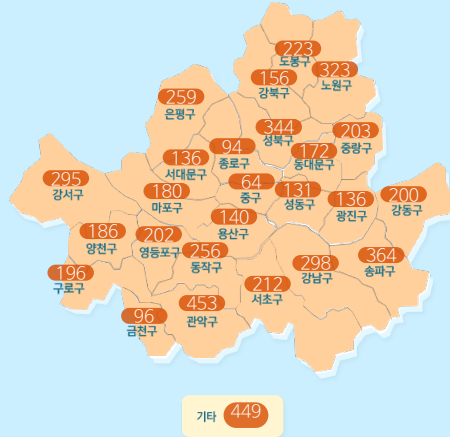 223
도봉구
323
노원구
156
강북구
259
은평구
344
성북구
203
중랑구
94
종로구
172
동대문구
136
서대문구
295
강서구
180
마포구
64
중구
131
성동구
136
광진구
200
강동구
140
용산구
186
양천구
202
영등포구
256
동작구
298
강남구
364
송파구
196
구로구
212
서초구
453
관악구
96
금천구
기타 449